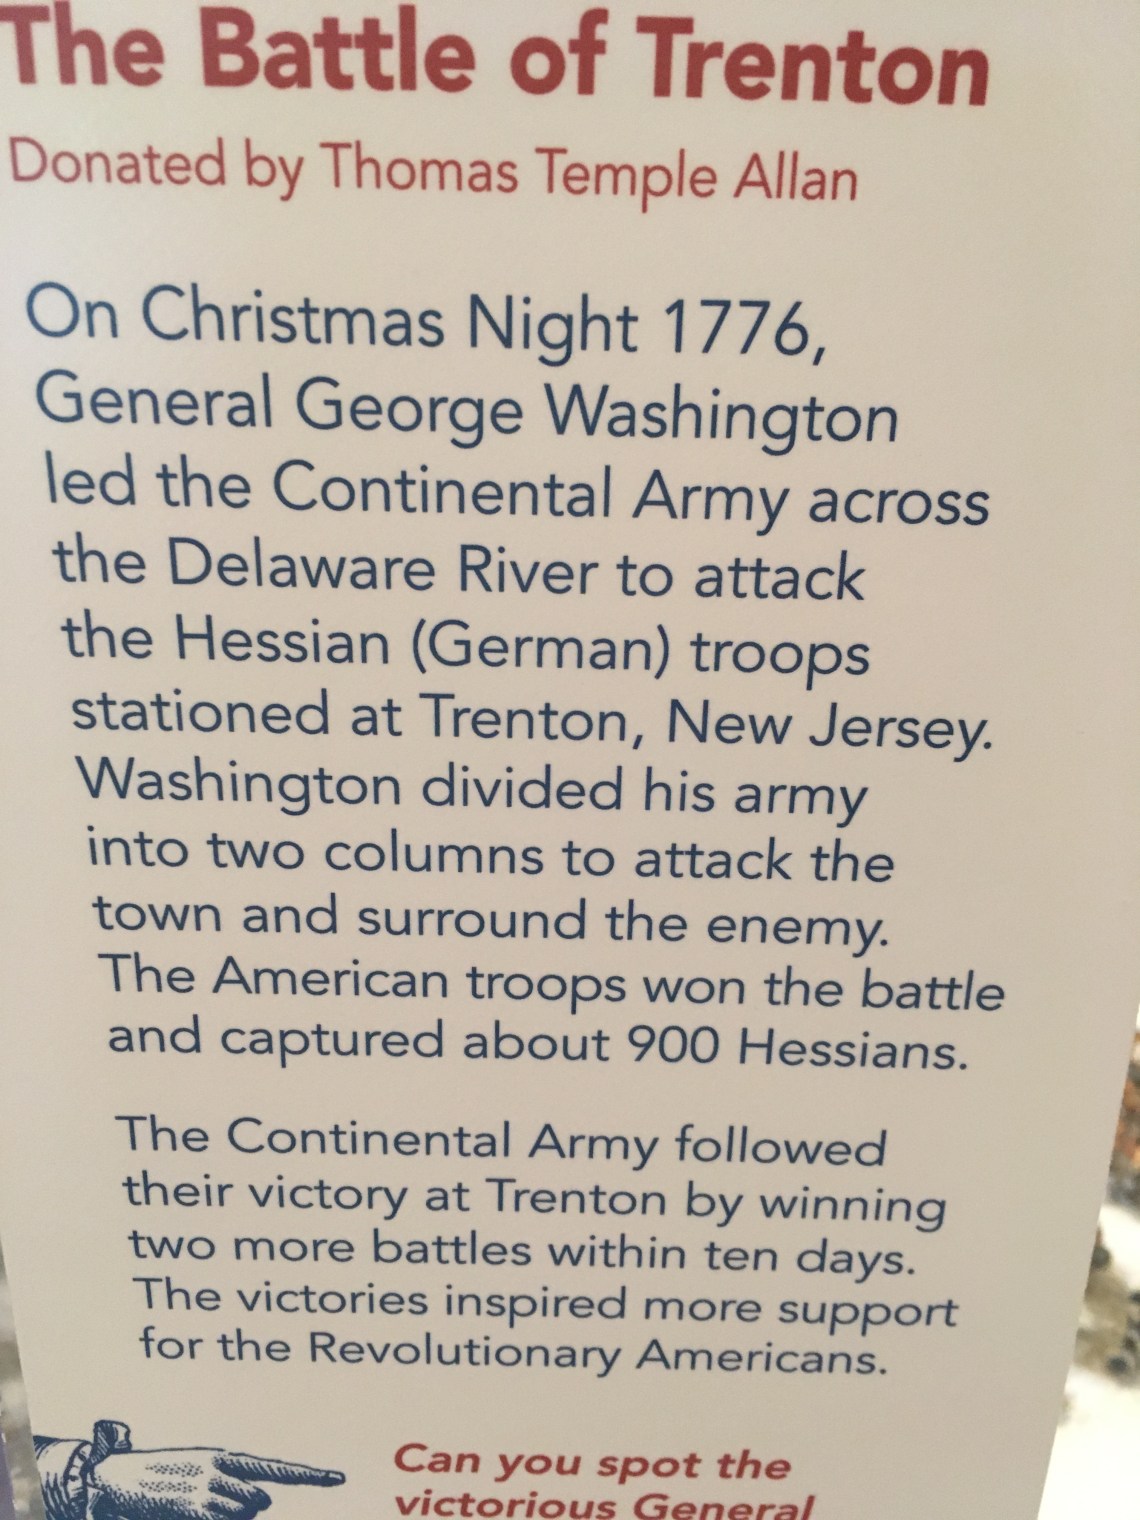 The Battle of Trenton
Donated by Thomas Temple Allan
On Christmas Night 1776,
General George Washington
led the Continental Army across
the Delaware River to attack
the Hessian (German) troops
stationed at Trenton, New Jersey.
Washington divided his army
into two columns to attack the
town and surround the enemy.
The American troops won the battle
and captured about 900 Hessians.
The Continental Army followed
their victory at Trenton by winning
two more battles within ten days.
The victories inspired more support
for the Revolutionary Americans.
Can you spot the
victorious General